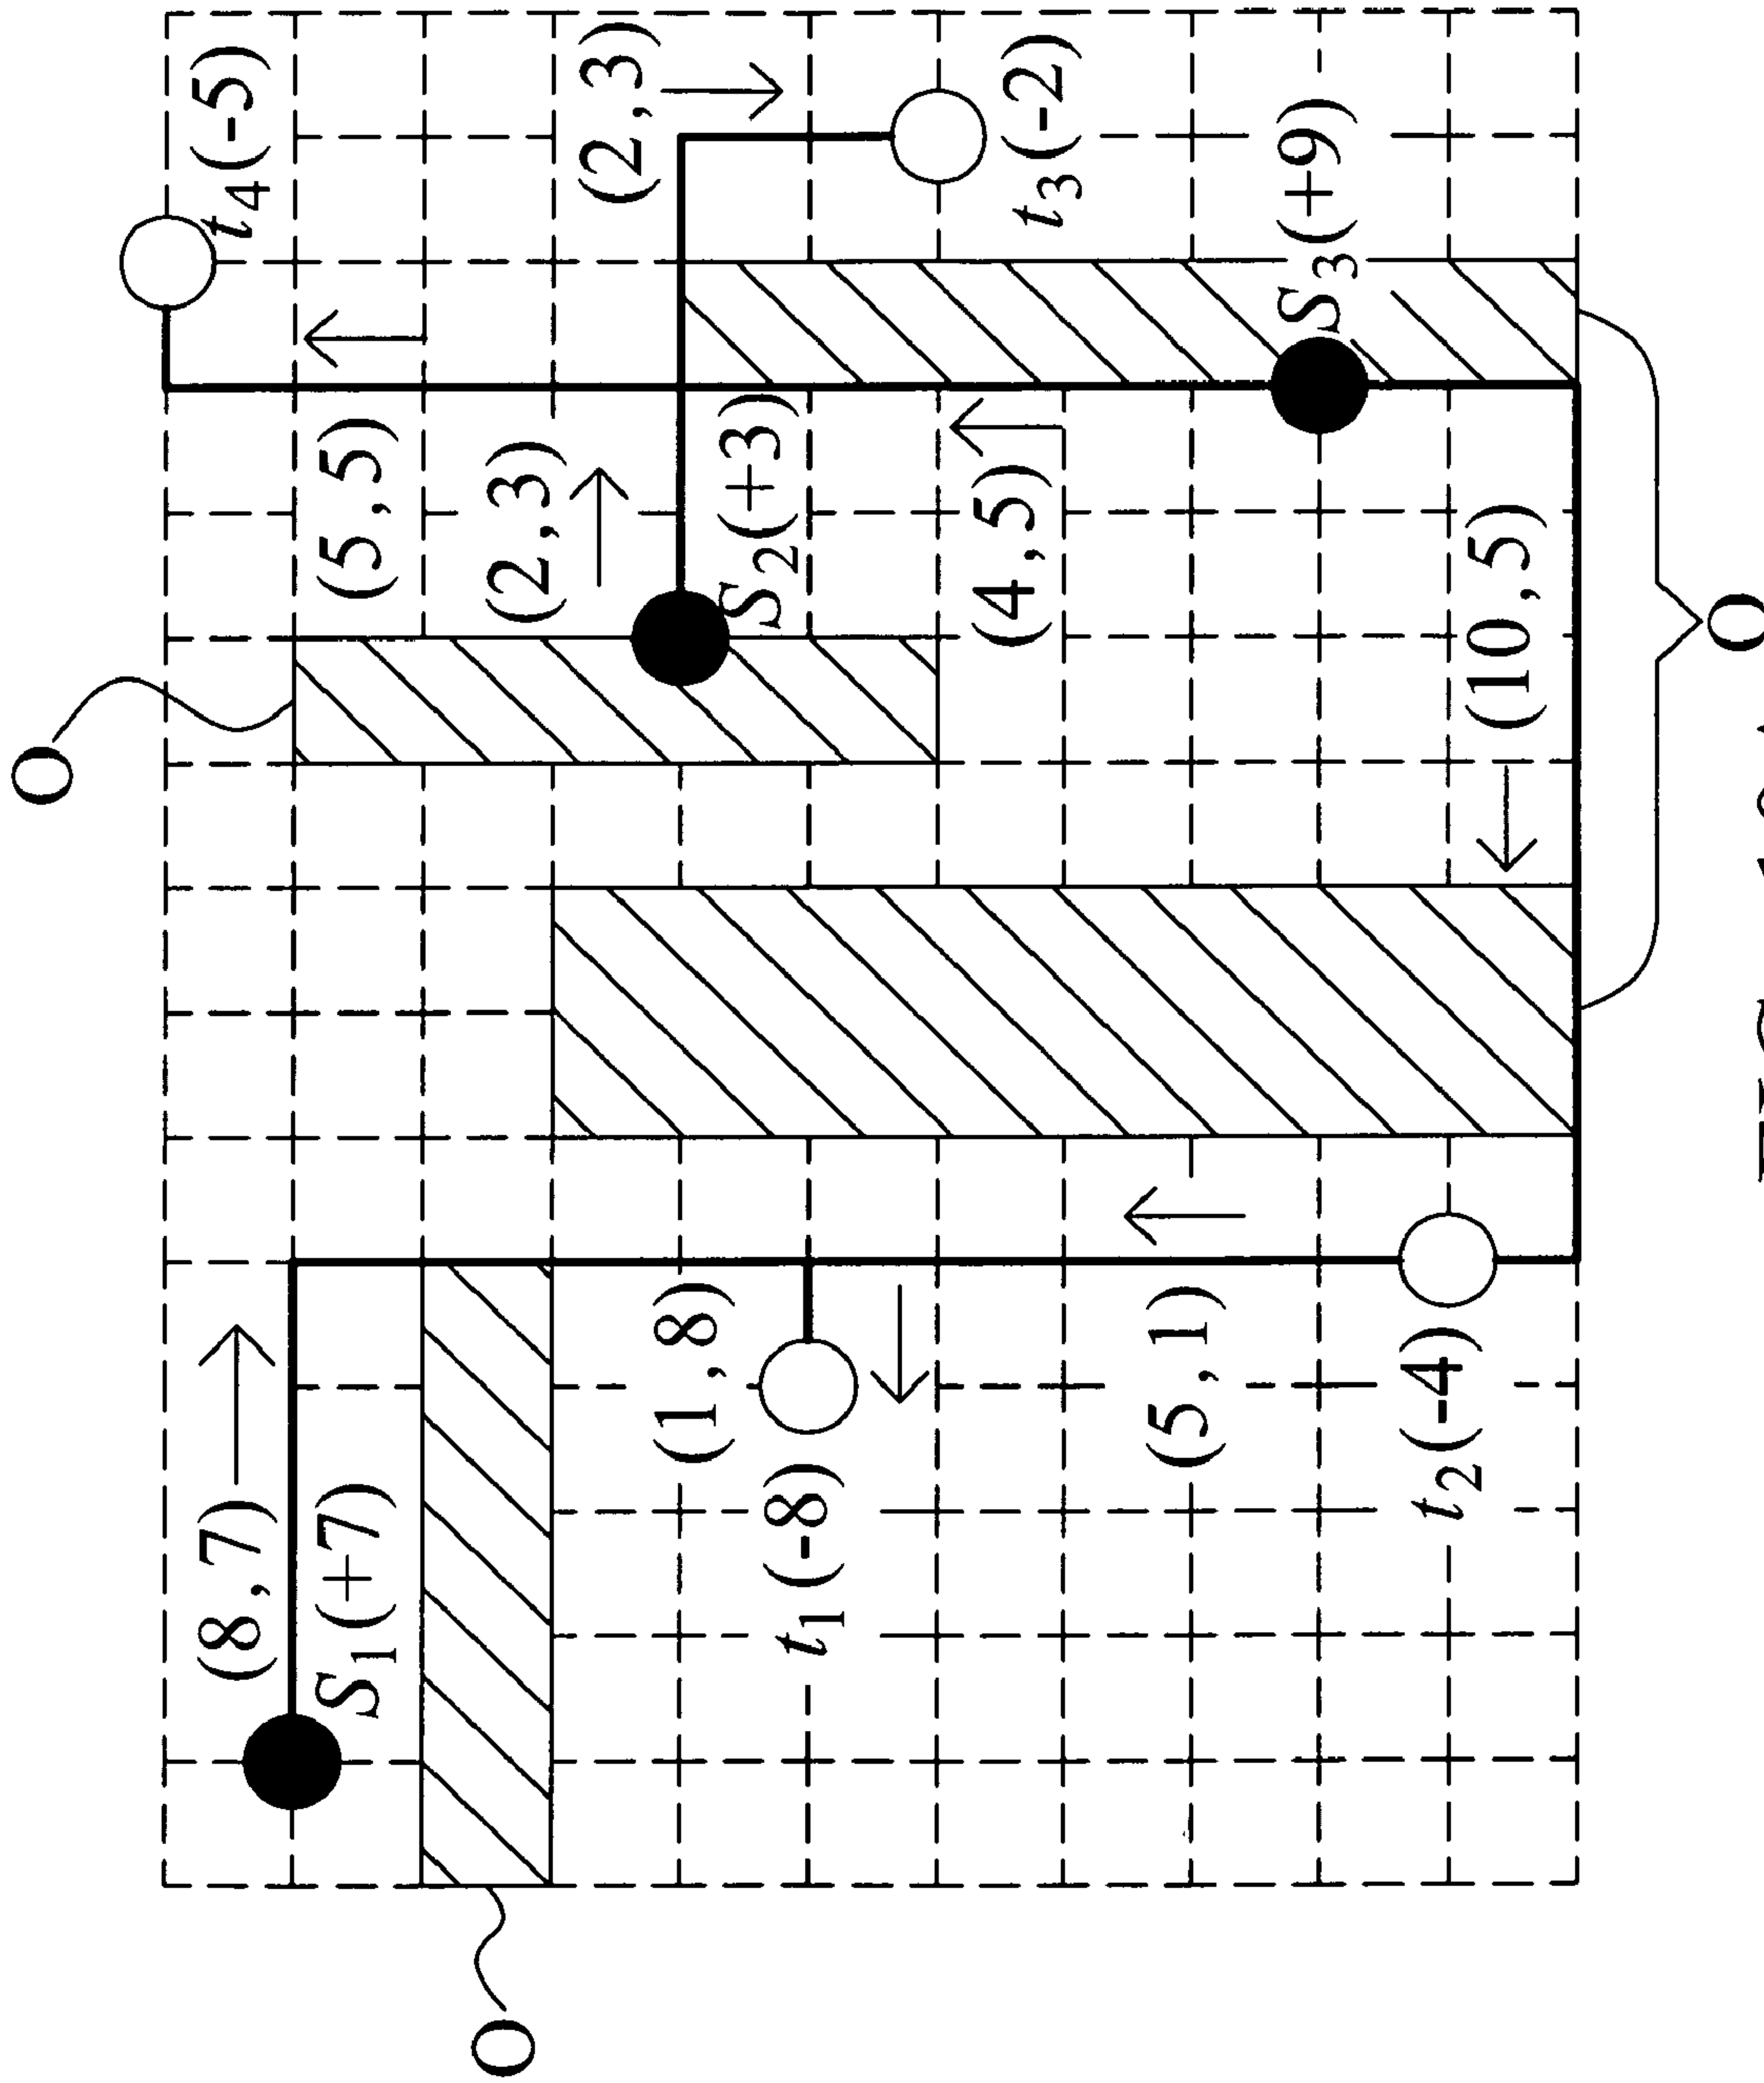 O
(8,7)
t4(-5)
S1(+7)
(5,5)
O
(2,3)
(2,3)
(1,8)
S2(+3)
t1(-8)
(4,5)
t3(-2)
(5,1)
S3(+9)
t2(-4)
(10,5)
O